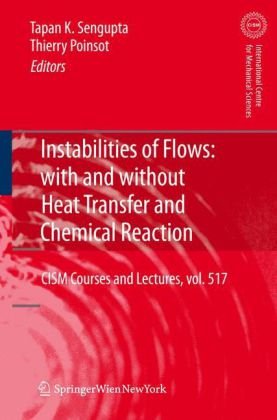 Tapan K. Sengupta
Thierry Poinsot
Editors
CISM
International Centre
for Mechanical Sciences
Instabilities of Flows:
with and without
Heat Transfer and
Chemical Reaction
CISM Courses and Lectures, vol. 517
SpringerWienNewYork